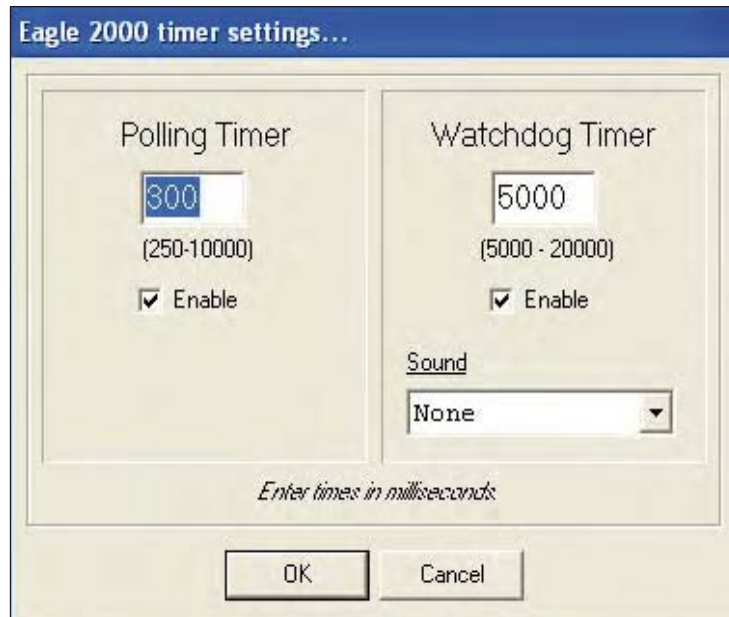 Eagle 2000 timer settings...
Polling Timer
300
(250-10000)
Enable
Watchdog Timer
5000
(5000 - 20000)
Enable
Sound
None
Enter times in milliseconds
OK
Cancel